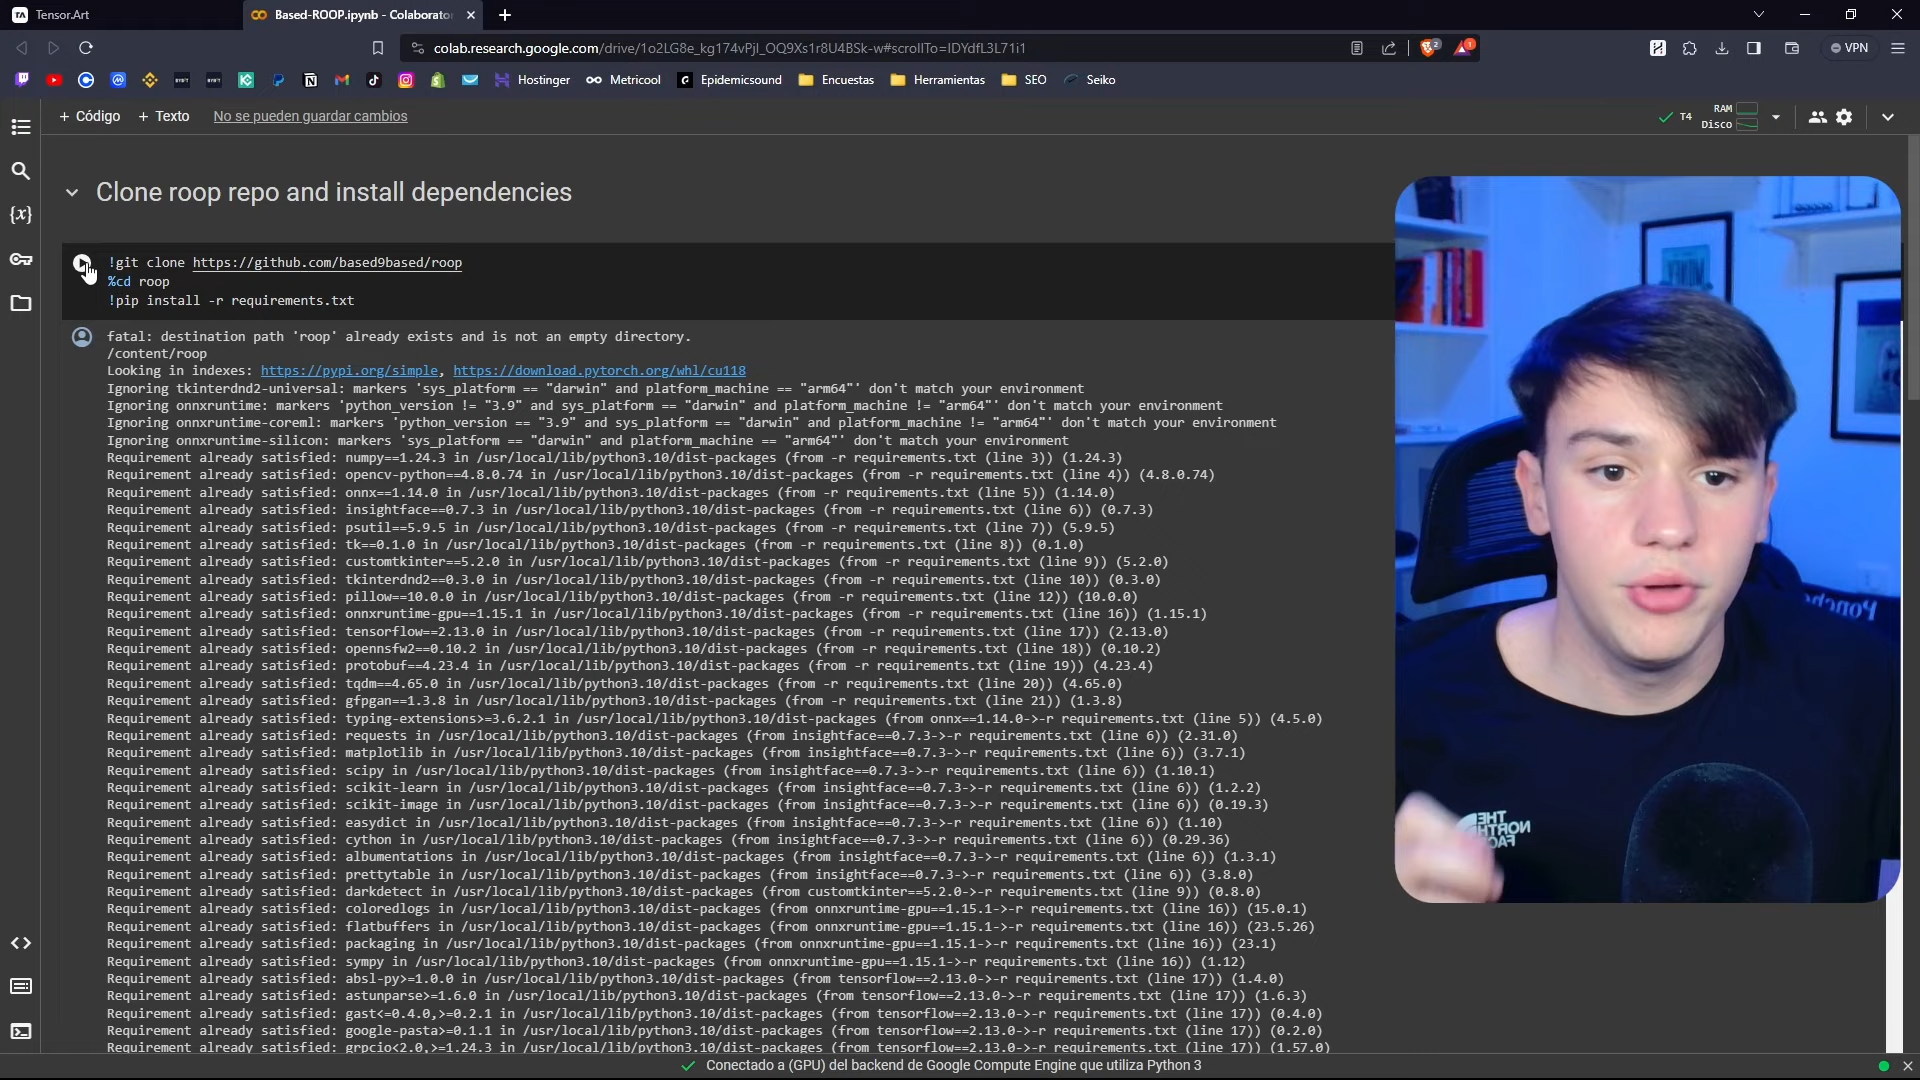 Tensor.Art
Based-ROOP.ipynb - Colaborator
colab.research.google.com/drive/1o2LG8e_kg174vPjl_OQ9Xs1r8U4BSk-w#scrollTo=IDYdfL3L71i1
2
1
VPN
Hostinger
Metricool
Epidemicsound
Encuestas
Herramientas
SEO
Seiko
+ Código
+ Texto
No se pueden guardar cambios
T4
RAM
Disco
Clone roop repo and install dependencies
!git clone https://github.com/based9based/roop
%cd roop
!pip install -r requirements.txt
fatal: destination path 'roop' already exists and is not an empty directory.
/content/roop
Looking in indexes: https://pypi.org/simple, https://download.pytorch.org/whl/cu118
Ignoring tkinterdnd2-universal: markers 'sys_platform == "darwin" and platform_machine == "arm64"' don't match your environment
Ignoring onnxruntime: markers 'python_version != "3.9" and sys_platform == "darwin" and platform_machine != "arm64"' don't match your environment
Ignoring onnxruntime-coreml: markers 'python_version == "3.9" and sys_platform == "darwin" and platform_machine != "arm64"' don't match your environment
Ignoring onnxruntime-silicon: markers 'sys_platform == "darwin" and platform_machine == "arm64"' don't match your environment
Requirement already satisfied: numpy==1.24.3 in /usr/local/lib/python3.10/dist-packages (from -r requirements.txt (line 3)) (1.24.3)
Requirement already satisfied: opencv-python==4.8.0.74 in /usr/local/lib/python3.10/dist-packages (from -r requirements.txt (line 4)) (4.8.0.74)
Requirement already satisfied: onnx==1.14.0 in /usr/local/lib/python3.10/dist-packages (from -r requirements.txt (line 5)) (1.14.0)
Requirement already satisfied: insightface==0.7.3 in /usr/local/lib/python3.10/dist-packages (from -r requirements.txt (line 6)) (0.7.3)
Requirement already satisfied: psutil==5.9.5 in /usr/local/lib/python3.10/dist-packages (from -r requirements.txt (line 7)) (5.9.5)
Requirement already satisfied: tk==0.1.0 in /usr/local/lib/python3.10/dist-packages (from -r requirements.txt (line 8)) (0.1.0)
Requirement already satisfied: customtkinter==5.2.0 in /usr/local/lib/python3.10/dist-packages (from -r requirements.txt (line 9)) (5.2.0)
Requirement already satisfied: tkinterdnd2==0.3.0 in /usr/local/lib/python3.10/dist-packages (from -r requirements.txt (line 10)) (0.3.0)
Requirement already satisfied: pillow==10.0.0 in /usr/local/lib/python3.10/dist-packages (from -r requirements.txt (line 12)) (10.0.0)
Requirement already satisfied: onnxruntime-gpu==1.15.1 in /usr/local/lib/python3.10/dist-packages (from -r requirements.txt (line 16)) (1.15.1)
Requirement already satisfied: tensorflow==2.13.0 in /usr/local/lib/python3.10/dist-packages (from -r requirements.txt (line 17)) (2.13.0)
Requirement already satisfied: opennsfw2==0.10.2 in /usr/local/lib/python3.10/dist-packages (from -r requirements.txt (line 18)) (0.10.2)
Requirement already satisfied: protobuf==4.23.4 in /usr/local/lib/python3.10/dist-packages (from -r requirements.txt (line 19)) (4.23.4)
Requirement already satisfied: tqdm==4.65.0 in /usr/local/lib/python3.10/dist-packages (from -r requirements.txt (line 20)) (4.65.0)
Requirement already satisfied: gfpgan==1.3.8 in /usr/local/lib/python3.10/dist-packages (from -r requirements.txt (line 21)) (1.3.8)
Requirement already satisfied: typing-extensions>=3.6.2.1 in /usr/local/lib/python3.10/dist-packages (from onnx==1.14.0->-r requirements.txt (line 5)) (4.5.0)
Requirement already satisfied: requests in /usr/local/lib/python3.10/dist-packages (from insightface==0.7.3->-r requirements.txt (line 6)) (2.31.0)
Requirement already satisfied: matplotlib in /usr/local/lib/python3.10/dist-packages (from insightface==0.7.3->-r requirements.txt (line 6)) (3.7.1)
Requirement already satisfied: scipy in /usr/local/lib/python3.10/dist-packages (from insightface==0.7.3->-r requirements.txt (line 6)) (1.10.1)
Requirement already satisfied: scikit-learn in /usr/local/lib/python3.10/dist-packages (from insightface==0.7.3->-r requirements.txt (line 6)) (1.2.2)
Requirement already satisfied: scikit-image in /usr/local/lib/python3.10/dist-packages (from insightface==0.7.3->-r requirements.txt (line 6)) (0.19.3)
Requirement already satisfied: easydict in /usr/local/lib/python3.10/dist-packages (from insightface==0.7.3->-r requirements.txt (line 6)) (1.10)
Requirement already satisfied: cython in /usr/local/lib/python3.10/dist-packages (from insightface==0.7.3->-r requirements.txt (line 6)) (0.29.36)
Requirement already satisfied: albumentations in /usr/local/lib/python3.10/dist-packages (from insightface==0.7.3->-r requirements.txt (line 6)) (1.3.1)
Requirement already satisfied: prettytable in /usr/local/lib/python3.10/dist-packages (from insightface==0.7.3->-r requirements.txt (line 6)) (3.8.0)
Requirement already satisfied: darkdetect in /usr/local/lib/python3.10/dist-packages (from customtkinter==5.2.0->-r requirements.txt (line 9)) (0.8.0)
Requirement already satisfied: coloredlogs in /usr/local/lib/python3.10/dist-packages (from onnxruntime-gpu==1.15.1->-r requirements.txt (line 16)) (15.0.1)
Requirement already satisfied: flatbuffers in /usr/local/lib/python3.10/dist-packages (from onnxruntime-gpu==1.15.1->-r requirements.txt (line 16)) (23.5.26)
Requirement already satisfied: packaging in /usr/local/lib/python3.10/dist-packages (from onnxruntime-gpu==1.15.1->-r requirements.txt (line 16)) (23.1)
Requirement already satisfied: sympy in /usr/local/lib/python3.10/dist-packages (from onnxruntime-gpu==1.15.1->-r requirements.txt (line 16)) (1.12)
Requirement already satisfied: absl-py>=1.0.0 in /usr/local/lib/python3.10/dist-packages (from tensorflow==2.13.0->-r requirements.txt (line 17)) (1.4.0)
Requirement already satisfied: astunparse>=1.6.0 in /usr/local/lib/python3.10/dist-packages (from tensorflow==2.13.0->-r requirements.txt (line 17)) (1.6.3)
Requirement already satisfied: gast<=0.4.0,>=0.2.1 in /usr/local/lib/python3.10/dist-packages (from tensorflow==2.13.0->-r requirements.txt (line 17)) (0.4.0)
Requirement already satisfied: google-pasta>=0.1.1 in /usr/local/lib/python3.10/dist-packages (from tensorflow==2.13.0->-r requirements.txt (line 17)) (0.2.0)
Requirement already satisfied: grpcio<2.0,>=1.24.3 in /usr/local/lib/python3.10/dist-packages (from tensorflow==2.13.0->-r requirements.txt (line 17)) (1.57.0)
Conectado a (GPU) del backend de Google Compute Engine que utiliza Python 3
THE
NORTH
FACE